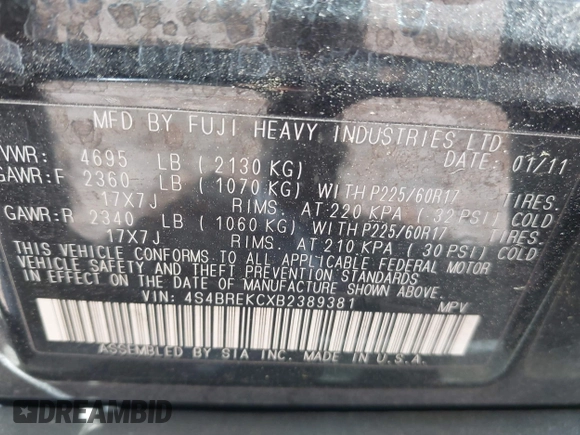 MFD BY FUJI HEAVY INDUSTRIES LTD.
VWR: 4695 LB (2130 KG) DATE: 01/11
GAWR:F 2360 LB (1070 KG) WITH P225/60R17 TIRES.
17X7J RIMS. AT 220 KPA (32 PSI) COLD
GAWR:R 2340 LB (1060 KG) WITH P225/60R17 TIRES.
17X7J RIMS. AT 210 KPA (30 PSI) COLD
THIS VEHICLE CONFORMS TO ALL APPLICABLE FEDERAL MOTOR
VEHICLE SAFETY AND THEFT PREVENTION STANDARDS
IN EFFECT ON THE DATE OF MANUFACTURE SHOWN ABOVE.
VIN: 4S4BREKCXB2389381 MPV
ASSEMBLED BY SIA INC. MADE IN U.S.A.
DREAMBID